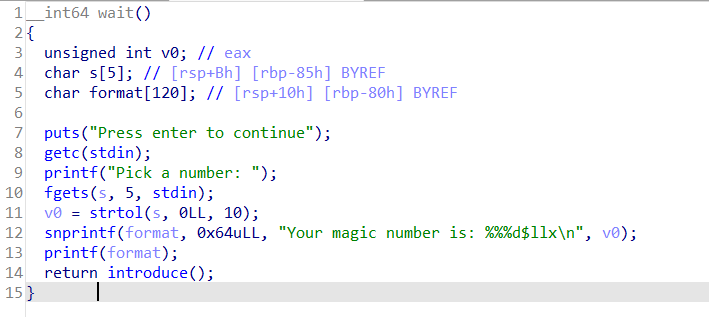 1 __int64 wait()
2 {
3   unsigned int v0; // eax
4   char s[5]; // [rsp+Bh] [rbp-85h] BYREF
5   char format[120]; // [rsp+10h] [rbp-80h] BYREF
6
7   puts("Press enter to continue");
8   getc(stdin);
9   printf("Pick a number: ");
10   fgets(s, 5, stdin);
11   v0 = strtol(s, 0LL, 10);
12   snprintf(format, 0x64uLL, "Your magic number is: %%%d$llx\n", v0);
13   printf(format);
14   return introduce();
15 }